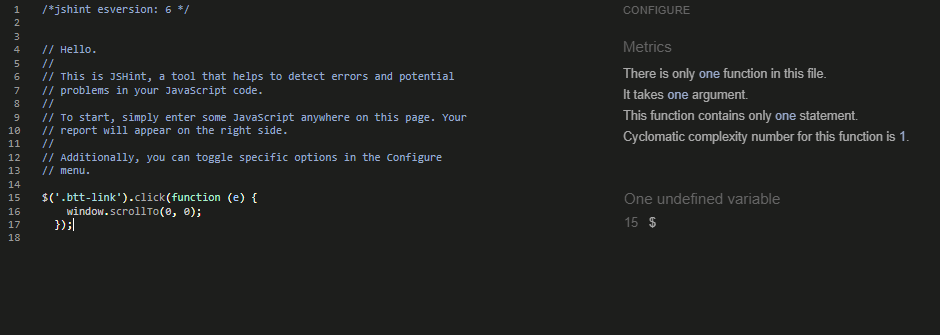 1 /*jshint esversion: 6 */
2
3
4 // Hello.
5 //
6 // This is JSHint, a tool that helps to detect errors and potential
7 // problems in your JavaScript code.
8 //
9 // To start, simply enter some JavaScript anywhere on this page. Your
10 // report will appear on the right side.
11 //
12 // Additionally, you can toggle specific options in the Configure
13 // menu.
14
15 $('.btt-link').click(function (e) {
16 window.scrollTo(0, 0);
17 });
18
CONFIGURE
Metrics
There is only one function in this file.
It takes one argument.
This function contains only one statement.
Cyclomatic complexity number for this function is 1.
One undefined variable
15 $